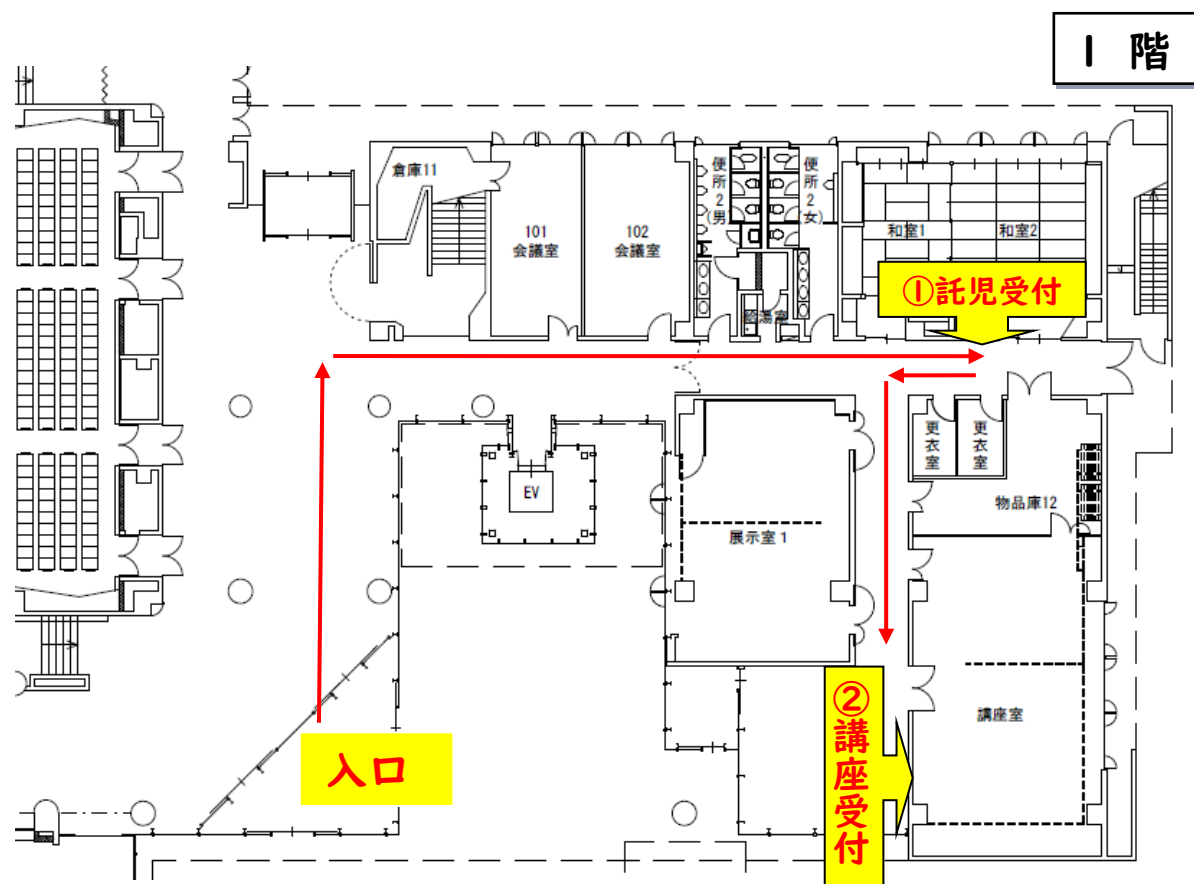 1 階
倉庫11
101
会議室
102
会議室
便所2(男)
便所2(女)
和室1
和室2
①託児受付
給湯室
更衣室
更衣室
物品庫12
EV
展示室1
講座室
②講座受付
入口